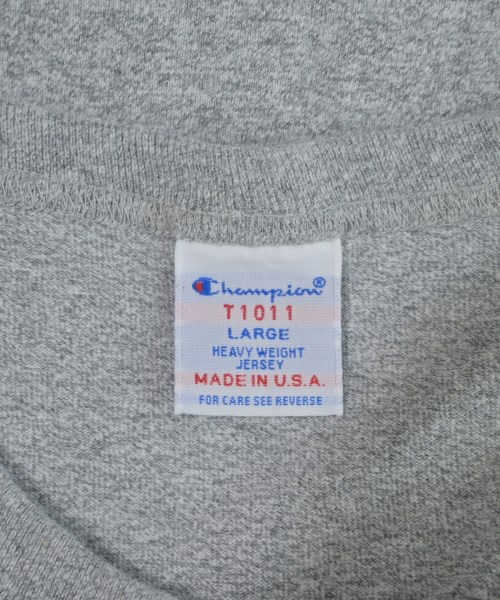 Champion®
T1011
LARGE
HEAVY WEIGHT
JERSEY
MADE IN U.S.A.
FOR CARE SEE REVERSE